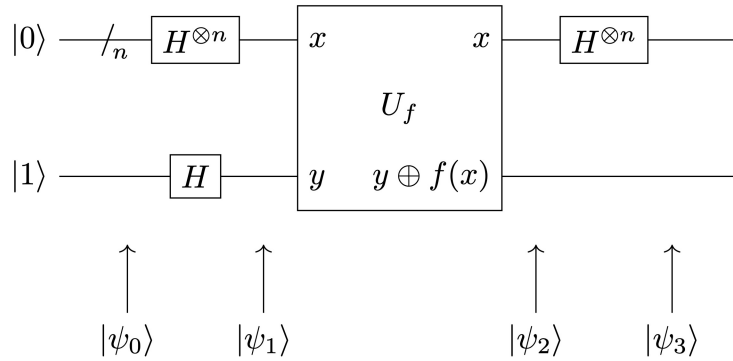 |0⟩ n H⊗n x x H⊗n
U_f
|1⟩ H y y ⊕ f(x)
|ψ₀⟩ |ψ₁⟩ |ψ₂⟩ |ψ₃⟩